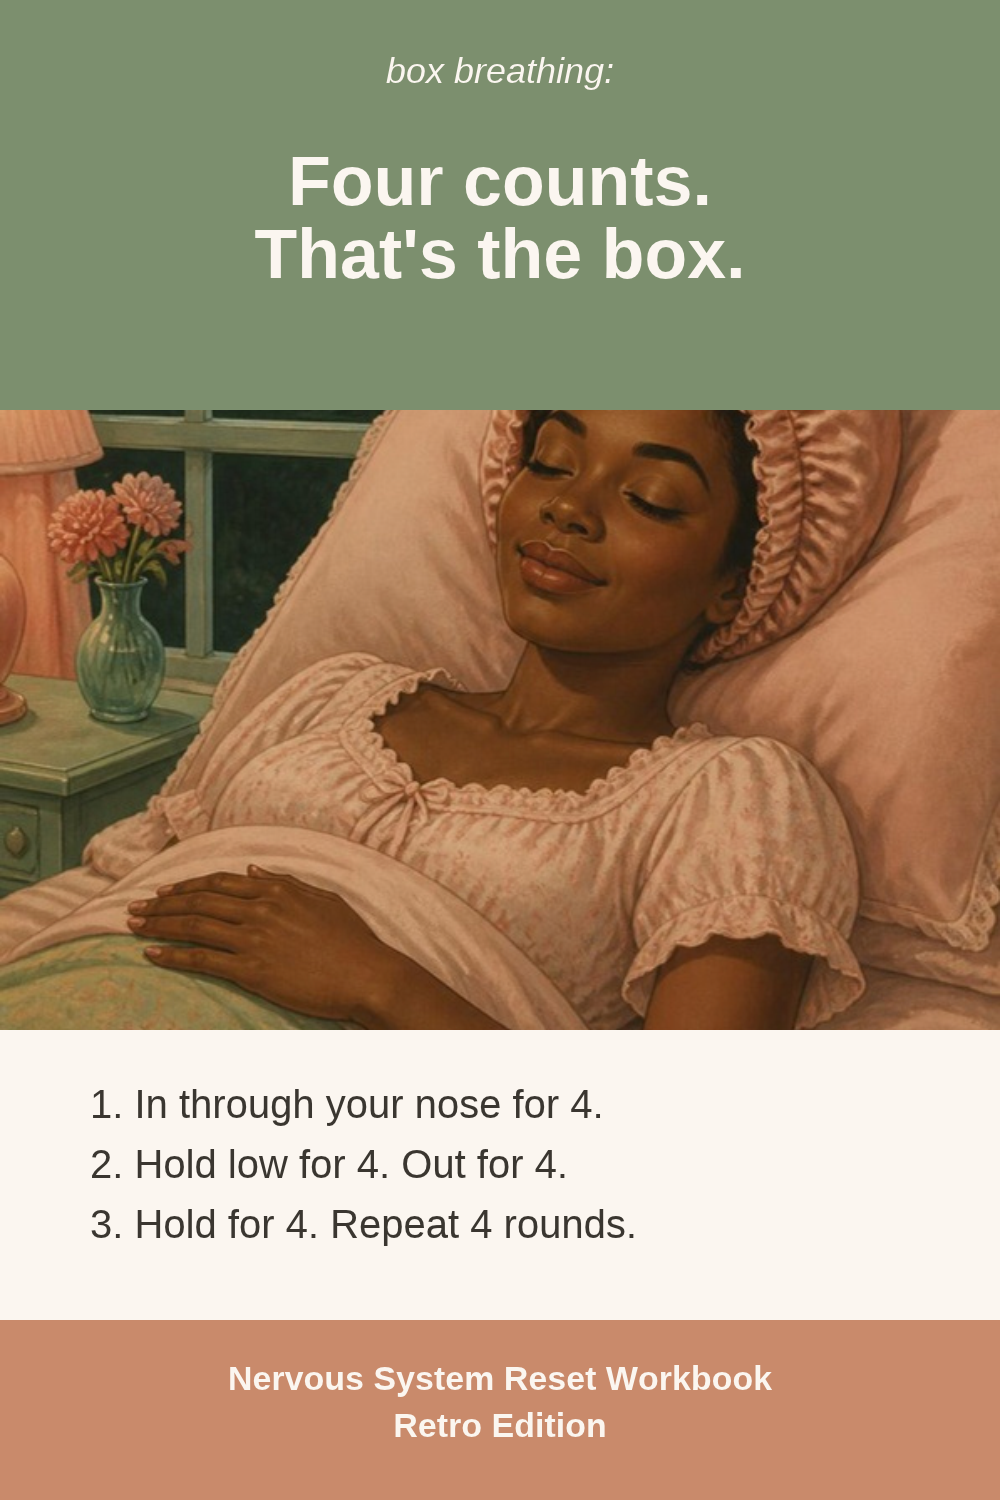 box breathing:
Four counts.
That's the box.
1. In through your nose for 4.
2. Hold low for 4. Out for 4.
3. Hold for 4. Repeat 4 rounds.
Nervous System Reset Workbook
Retro Edition